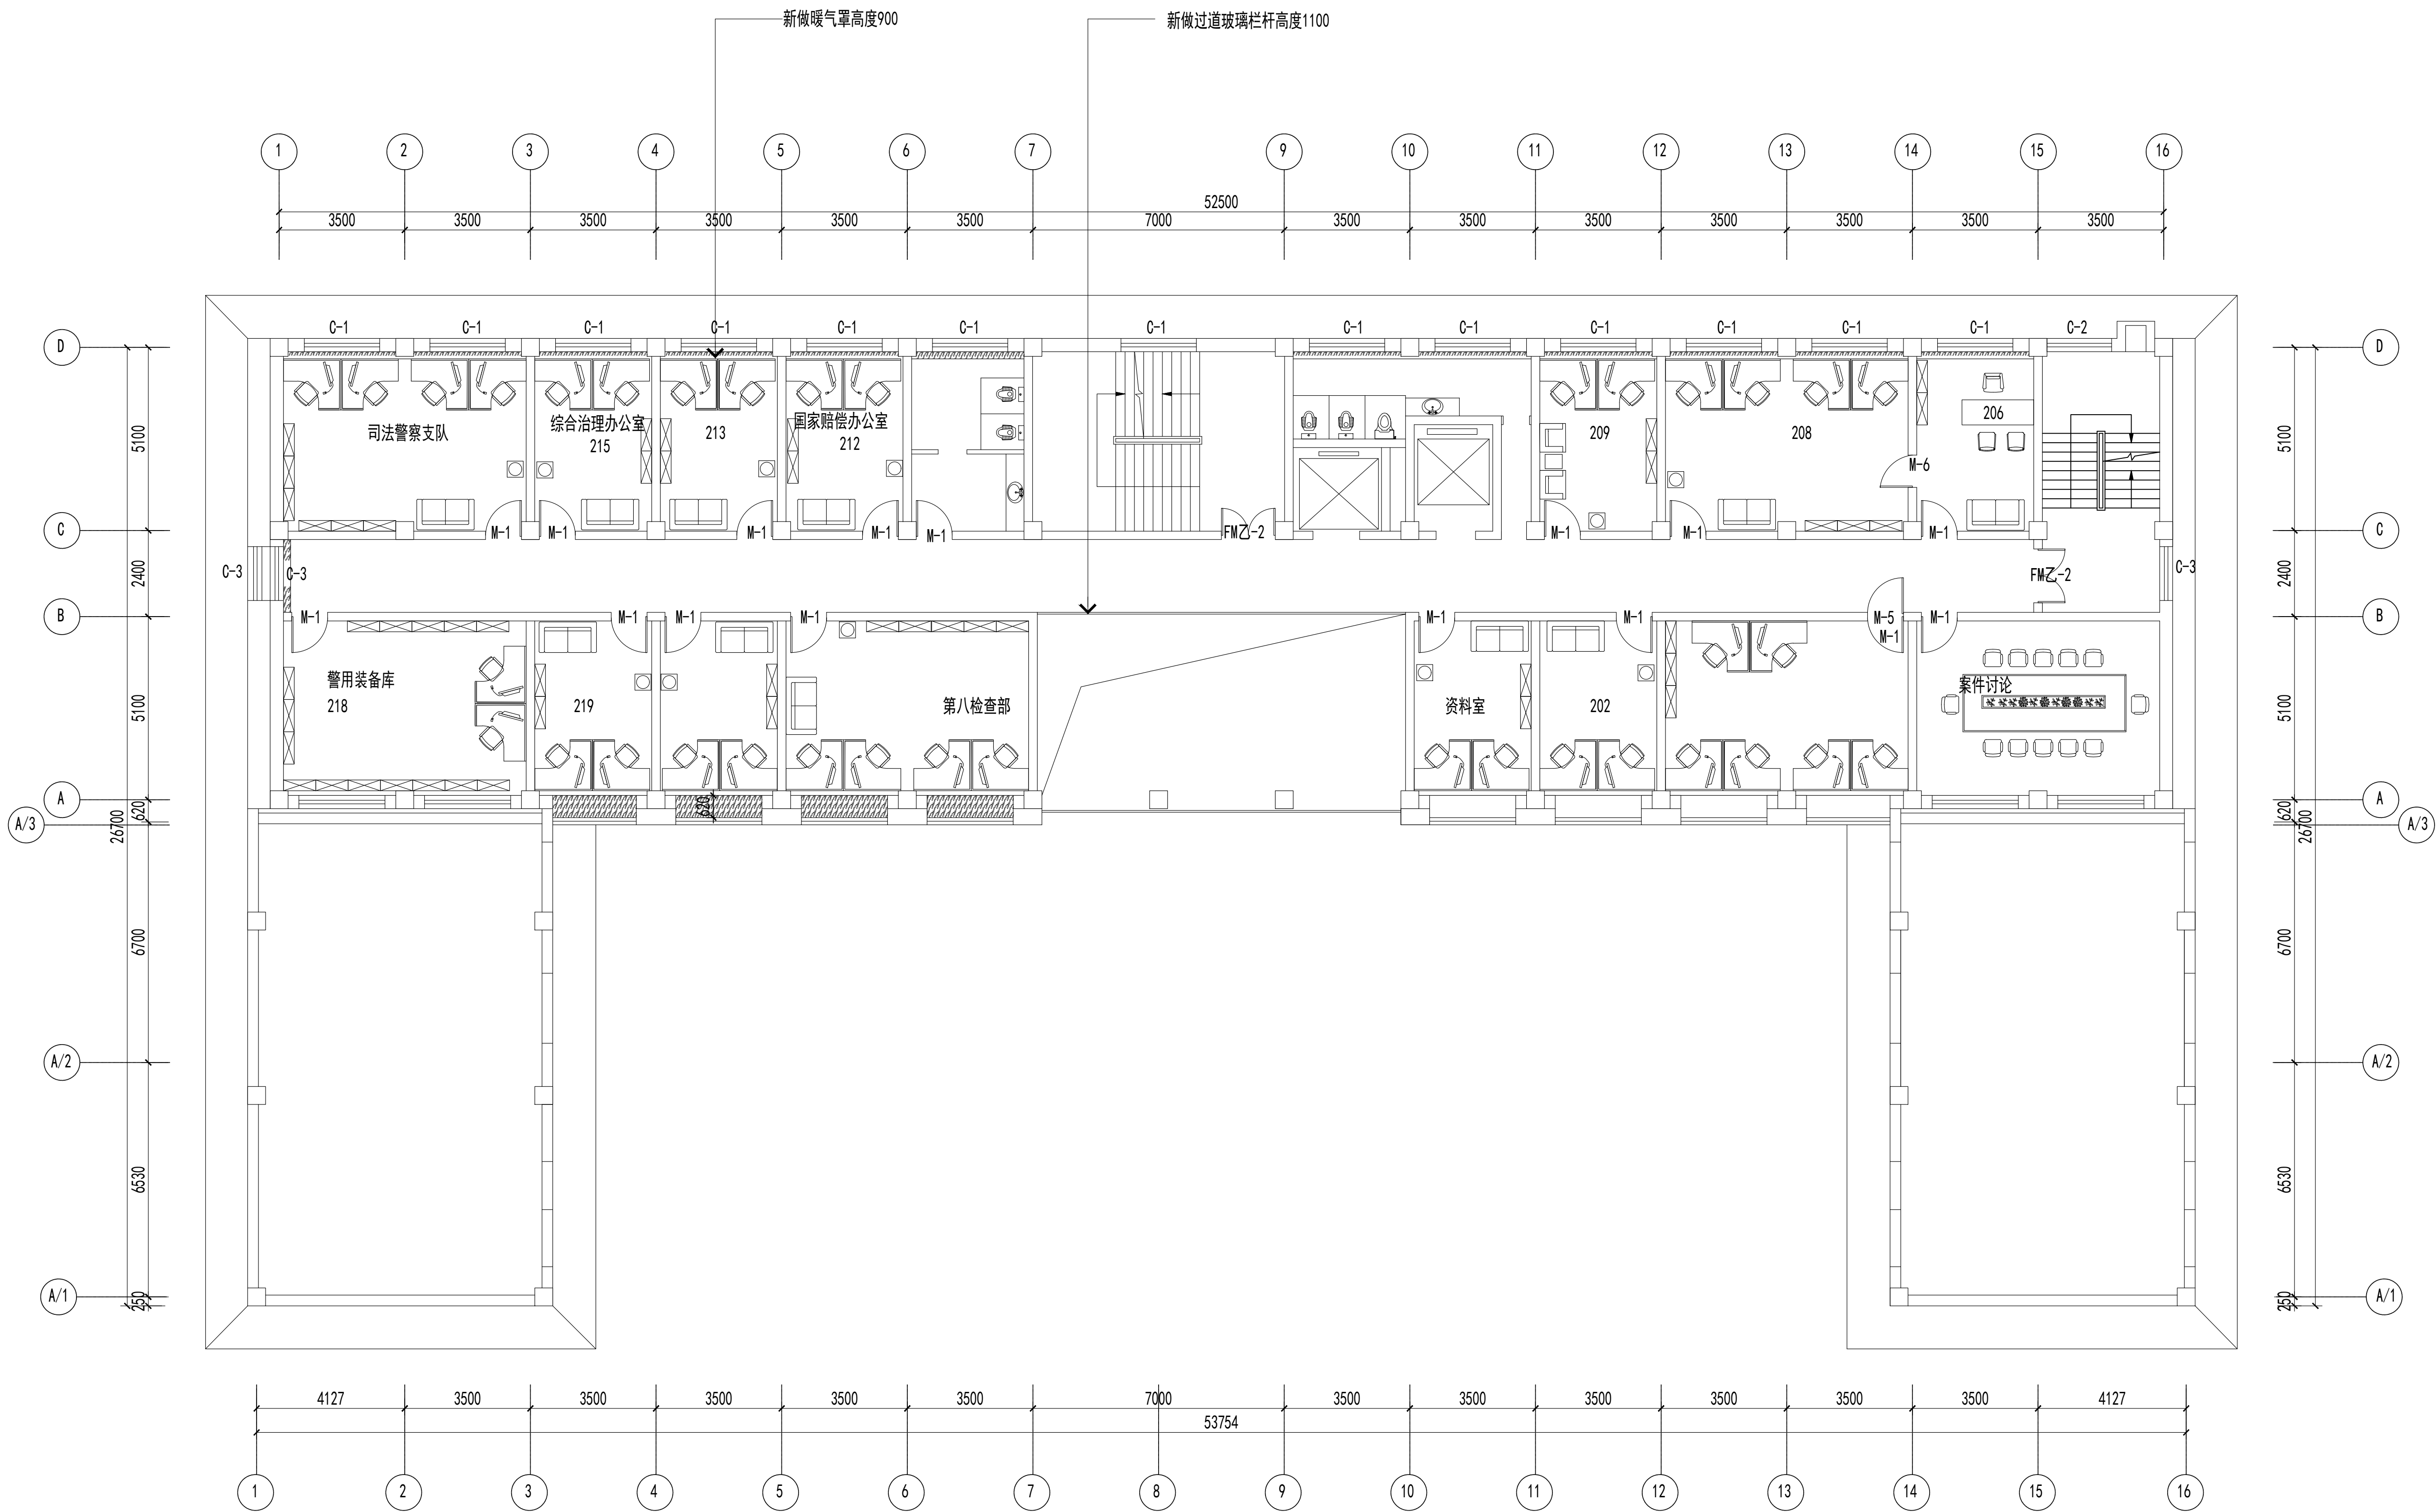 新做暖气罩高度900
新做过道玻璃栏杆高度1100
1 2 3 4 5 6 7 9 10 11 12 13 14 15 16
52500
3500 3500 3500 3500 3500 3500 7000 3500 3500 3500 3500 3500 3500 3500
C-1 C-1 C-1 C-1 C-1 C-1 C-1 C-1 C-1 C-1 C-1 C-1 C-1 C-2
D D
5100 5100
司法警察支队
综合治理办公室
215
213
国家赔偿办公室
212
209
208
206
M-6
C C
M-1 M-1 M-1 M-1 M-1 FM乙-2 M-1 M-1 M-1
2400 2400
C-3 C-3 FM乙-2 C-3
B B
M-1 M-1 M-1 M-1 M-1 M-1 M-5 M-1
M-1
5100 5100
警用装备库
218
219
第八检查部
资料室
202
案件讨论
A A
620 620 620
A/3 A/3
26700 26700
6700 6700
A/2 A/2
6530 6530
A/1 A/1
250 250
4127 3500 3500 3500 3500 3500 7000 3500 3500 3500 3500 3500 3500 4127
53754
1 2 3 4 5 6 7 8 9 10 11 12 13 14 15 16